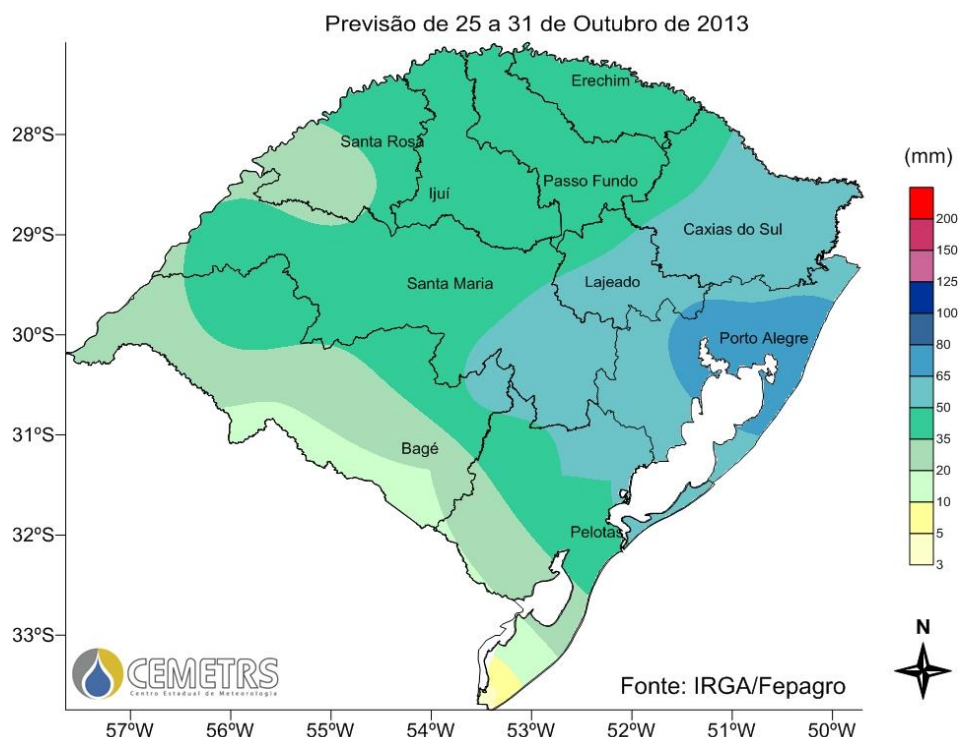 Previsão de 25 a 31 de Outubro de 2013
Erechim
28ºS
Santa Rosa
(mm)
Ijuí
Passo Fundo
200
29ºS
Caxias do Sul
150
Santa Maria
Lajeado
125
100
30ºS
Porto Alegre
80
65
50
31ºS
Bagé
35
20
10
32ºS
Pelotas
5
3
N
33ºS
CEMETRS
Centro Estadual de Meteorologia
Fonte: IRGA/Fepagro
57ºW 56ºW 55ºW 54ºW 53ºW 52ºW 51ºW 50ºW